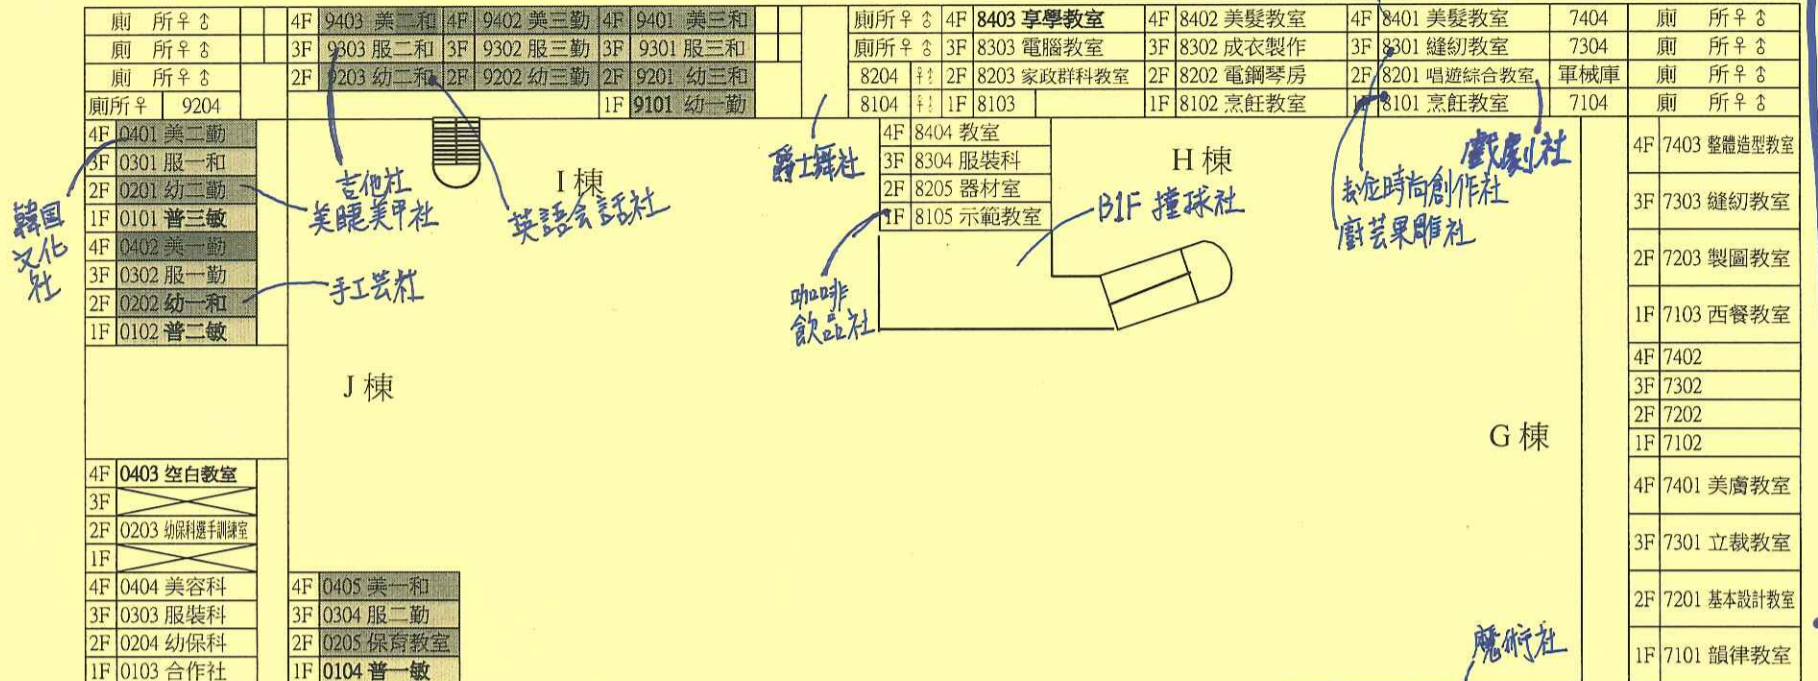 廁 所♀♂ 4F 9403 美二和 4F 9402 美三勤 4F 9401 美三和 廁所♀♂ 4F 8403 享學教室 4F 8402 美髮教室 4F 8401 美髮教室 7404 廁 所♀♂
廁 所♀♂ 3F 9303 服二和 3F 9302 服三勤 3F 9301 服三和 廁所♀♂ 3F 8303 電腦教室 3F 8302 成衣製作 3F 8301 縫紉教室 7304 廁 所♀♂
廁 所♀♂ 2F 9203 幼二和 2F 9202 幼三勤 2F 9201 幼三和 8204 2F 8203 家政群科教室 2F 8202 電鋼琴房 2F 8201 唱遊綜合教室 軍械庫 廁 所♀♂
廁所♀ 9204 1F 9101 幼一勤 8104 1F 8103 1F 8102 烹飪教室 1F 8101 烹飪教室 7104 廁 所♀♂
4F 0401 美二勤
3F 0301 服一和
2F 0201 幼二勤
1F 0101 普三敏
4F 0402 美一勤
3F 0302 服一勤
2F 0202 幼一和
1F 0102 普二敏
韓国
文化
社
吉他社
美睫美甲社
英語会話社
手工芸社
I 棟
J 棟
爵士舞社
4F 8404 教室
3F 8304 服裝科
2F 8205 器材室
1F 8105 示範教室
咖啡
飲品社
B1F 撞球社
H 棟
戲劇社
時尚創作社
廚芸果雕社
4F 7403 整體造型教室
3F 7303 縫紉教室
2F 7203 製圖教室
1F 7103 西餐教室
4F 7402
3F 7302
2F 7202
1F 7102
4F 7401 美膚教室
3F 7301 立裁教室
2F 7201 基本設計教室
1F 7101 韻律教室
G 棟
魔術社
4F 0403 空白教室
3F
2F 0203 幼保科選手訓練室
1F
4F 0404 美容科
3F 0303 服裝科
2F 0204 幼保科
1F 0103 合作社
4F 0405 美一和
3F 0304 服二勤
2F 0205 保育教室
1F 0104 普一敏